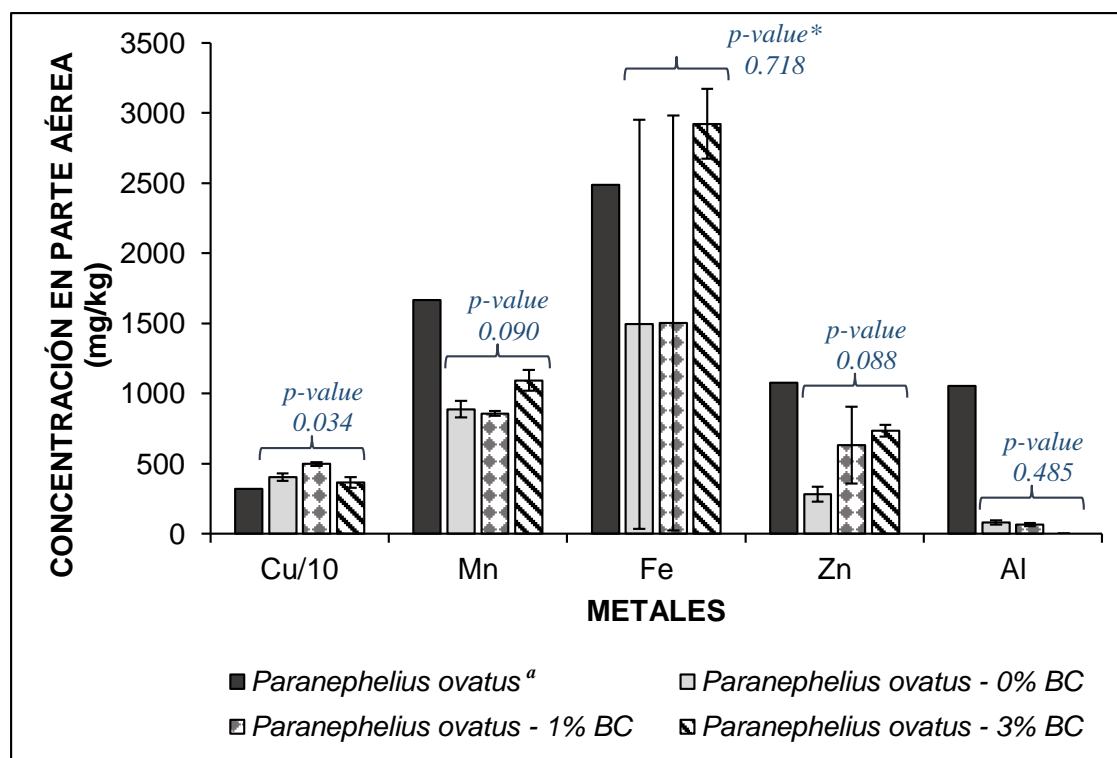 CONCENTRACIÓN EN PARTE AÉREA
(mg/kg)
3500
3000
2500
2000
1500
1000
500
0
p-value
0.034
p-value
0.090
p-value*
0.718
p-value
0.088
p-value
0.485
Cu/10
Mn
Fe
Zn
Al
METALES
Paranephelius ovatus ª
Paranephelius ovatus - 0% BC
Paranephelius ovatus - 1% BC
Paranephelius ovatus - 3% BC